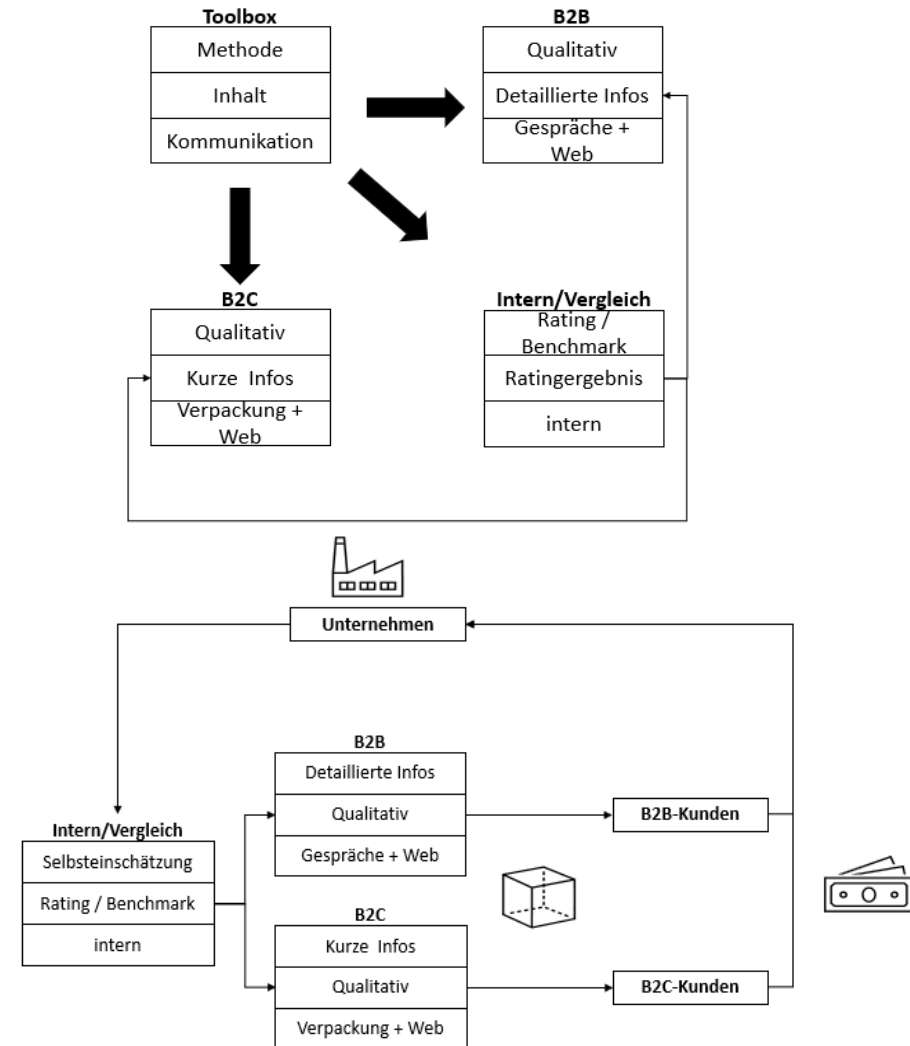 Toolbox
Methode
Inhalt
Kommunikation
B2B
Qualitativ
Detaillierte Infos
Gespräche +
Web
B2C
Qualitativ
Kurze Infos
Verpackung +
Web
Intern/Vergleich
Rating /
Benchmark
Ratingergebnis
intern
Unternehmen
Intern/Vergleich
Selbsteinschätzung
Rating / Benchmark
intern
B2B
Detaillierte Infos
Qualitativ
Gespräche + Web
B2C
Kurze Infos
Qualitativ
Verpackung + Web
B2B-Kunden
B2C-Kunden